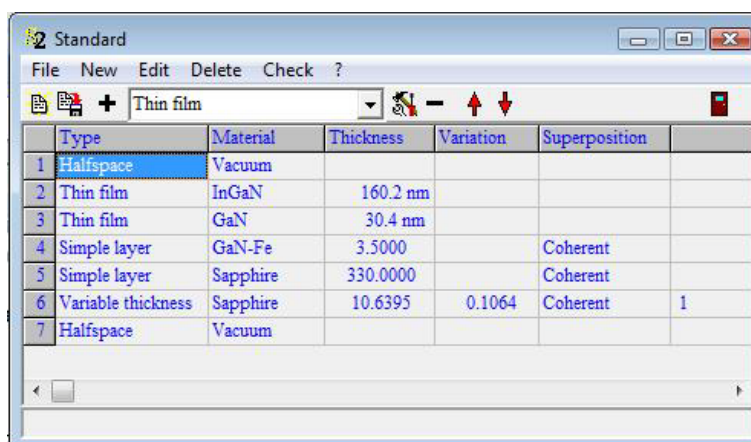 Standard
File New Edit Delete Check ?
Thin film
Type Material Thickness Variation Superposition
1 Halfspace Vacuum
2 Thin film InGaN 160.2 nm
3 Thin film GaN 30.4 nm
4 Simple layer GaN-Fe 3.5000 Coherent
5 Simple layer Sapphire 330.0000 Coherent
6 Variable thickness Sapphire 10.6395 0.1064 Coherent 1
7 Halfspace Vacuum